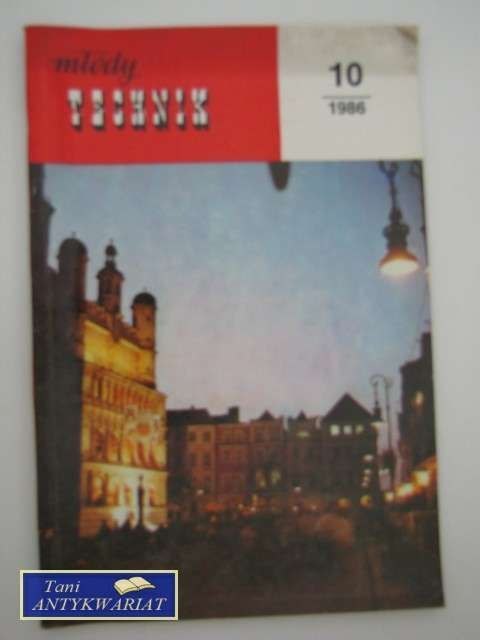 młody
TECHNIK
10
1986
Tani
ANTYKWARIAT